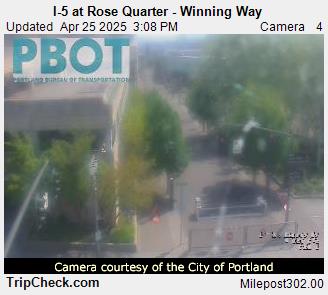 I-5 at Rose Quarter - Winning Way
Updated Apr 25 2025 3:08 PM Camera 4
PBOT
PORTLAND BUREAU OF TRANSPORTATION
Camera courtesy of the City of Portland
TripCheck.com Milepost302.00